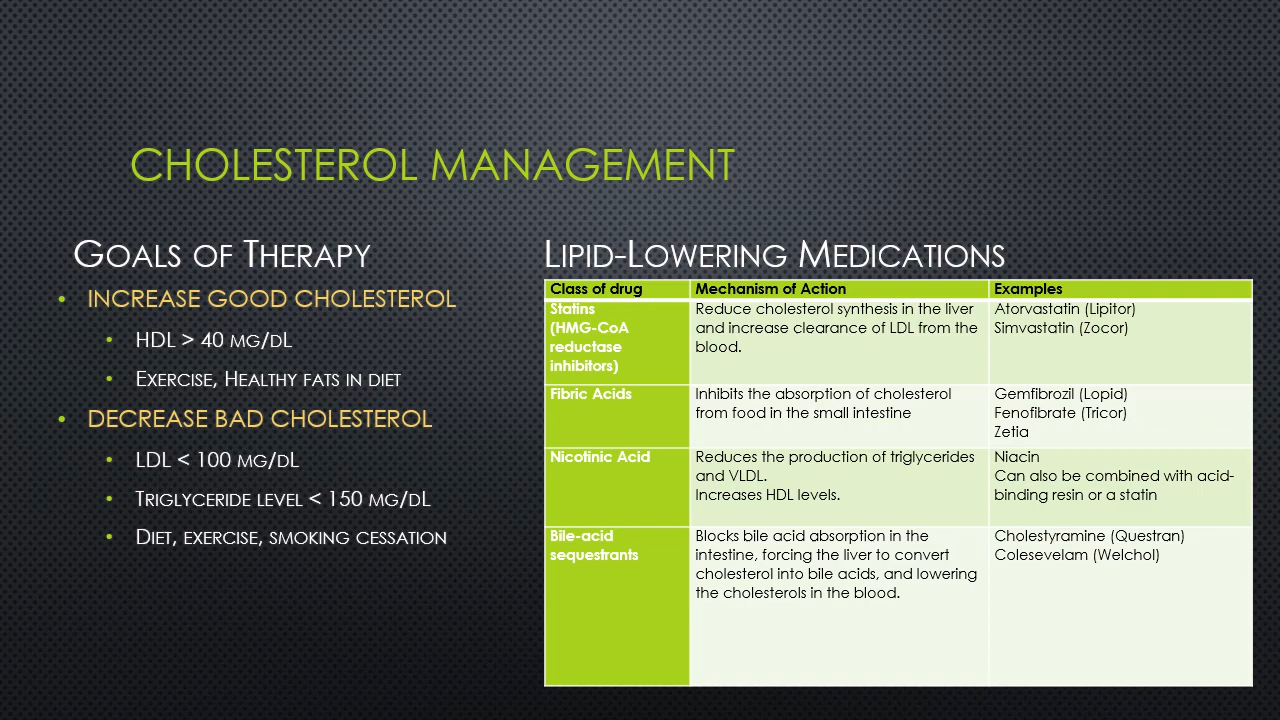 CHOLESTEROL MANAGEMENT
GOALS OF THERAPY
• INCREASE GOOD CHOLESTEROL
• HDL > 40 MG/DL
• EXERCISE, HEALTHY FATS IN DIET
• DECREASE BAD CHOLESTEROL
• LDL < 100 MG/DL
• TRIGLYCERIDE LEVEL < 150 MG/DL
• DIET, EXERCISE, SMOKING CESSATION
LIPID-LOWERING MEDICATIONS
Class of drug
Mechanism of Action
Examples
Statins
(HMG-CoA
reductase
inhibitors)
Reduce cholesterol synthesis in the liver
and increase clearance of LDL from the
blood.
Atorvastatin (Lipitor)
Simvastatin (Zocor)
Fibric Acids
Inhibits the absorption of cholesterol
from food in the small intestine
Gemfibrozil (Lopid)
Fenofibrate (Tricor)
Zetia
Nicotinic Acid
Reduces the production of triglycerides
and VLDL.
Increases HDL levels.
Niacin
Can also be combined with acid-
binding resin or a statin
Bile-acid
sequestrants
Blocks bile acid absorption in the
intestine, forcing the liver to convert
cholesterol into bile acids, and lowering
the cholesterols in the blood.
Cholestyramine (Questran)
Colesevelam (Welchol)